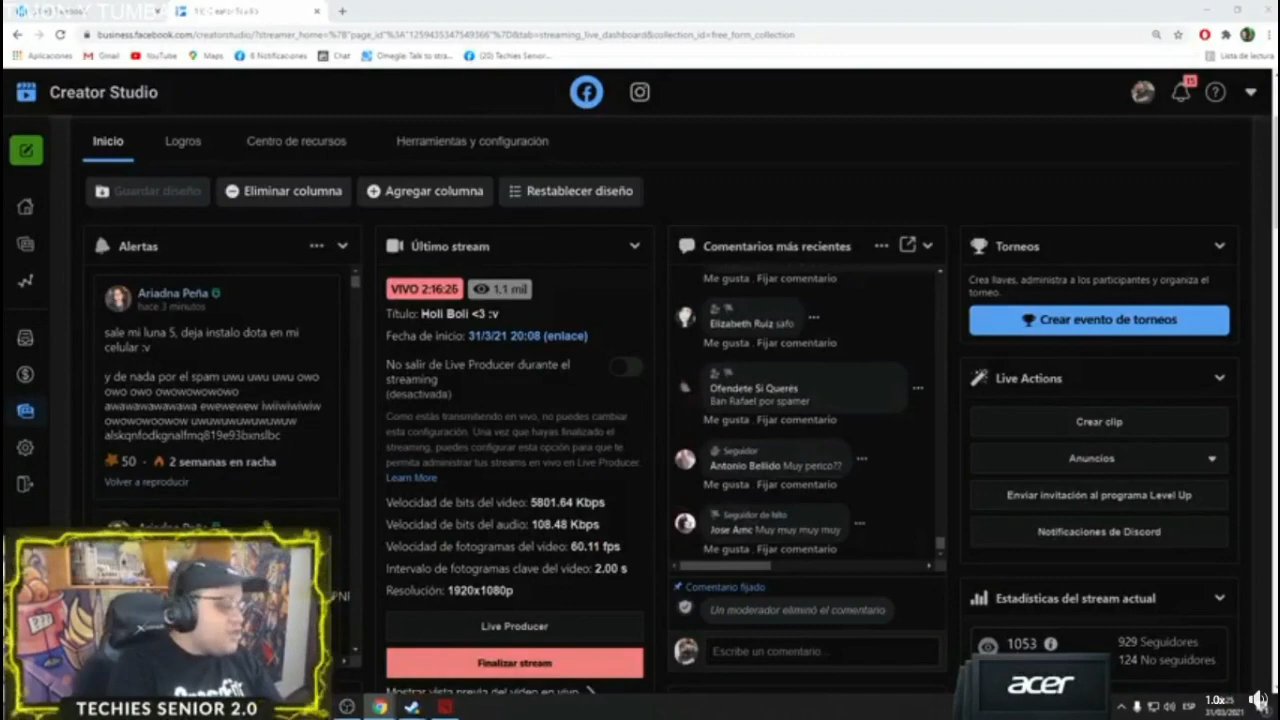 business.facebook.com/creatorstudio/?streamer_home=%7B"page_id"%3A"1259435347549366"%7D&tab=streaming_live_dashboard&collection_id=free_form_collection
Aplicaciones
Gmail
YouTube
Maps
6 Notificaciones
Chat
Omegle: Talk to stra...
(20) Techies Senior...
Lista de lectura
Creator Studio
15
Inicio
Logros
Centro de recursos
Herramientas y configuración
Guardar diseño
Eliminar columna
Agregar columna
Restablecer diseño
Alertas
Ariadna Peña
hace 3 minutos
sale mi luna 5, deja instalo dota en mi
celular :v
y de nada por el spam uwu uwu uwu owo
50 · 2 semanas en racha
Volver a reproducir
Último stream
VIVO 2:16:26
1.1 mil
Título: Holi Boli <3 :v
Fecha de inicio: 31/3/21 20:08 (enlace)
No salir de Live Producer durante el
streaming
(desactivada)
Como estás transmitiendo en vivo, no puedes cambiar
esta configuración. Una vez que hayas finalizado el
streaming, puedes configurar esta opción para que te
permita administrar tus streams en vivo en Live Producer.
Learn More
Velocidad de bits del video: 5801.64 Kbps
Velocidad de bits del audio: 108.48 Kbps
Velocidad de fotogramas del video: 60.11 fps
Intervalo de fotogramas clave del video: 2.00 s
Resolución: 1920x1080p
Live Producer
Finalizar stream
Mostrar vista previa del video en vivo
Comentarios más recientes
Me gusta . Fijar comentario
Elizabeth Ruiz safo
Me gusta . Fijar comentario
Ofendete Si Querés
Ban Rafael por spamer
Me gusta . Fijar comentario
Seguidor
Antonio Bellido Muy perico??
Me gusta . Fijar comentario
Seguidor de hito
Jose Amc Muy muy muy muy
Me gusta . Fijar comentario
Comentario fijado
Un moderador eliminó el comentario
Escribe un comentario...
Torneos
Crea llaves, administra a los participantes y organiza el
torneo.
Crear evento de torneos
Live Actions
Crear clip
Anuncios
Enviar invitación al programa Level Up
Notificaciones de Discord
Estadísticas del stream actual
1053
929 Seguidores
124 No seguidores
acer
TECHIES SENIOR 2.0
ESP
1.0x
31/03/2021